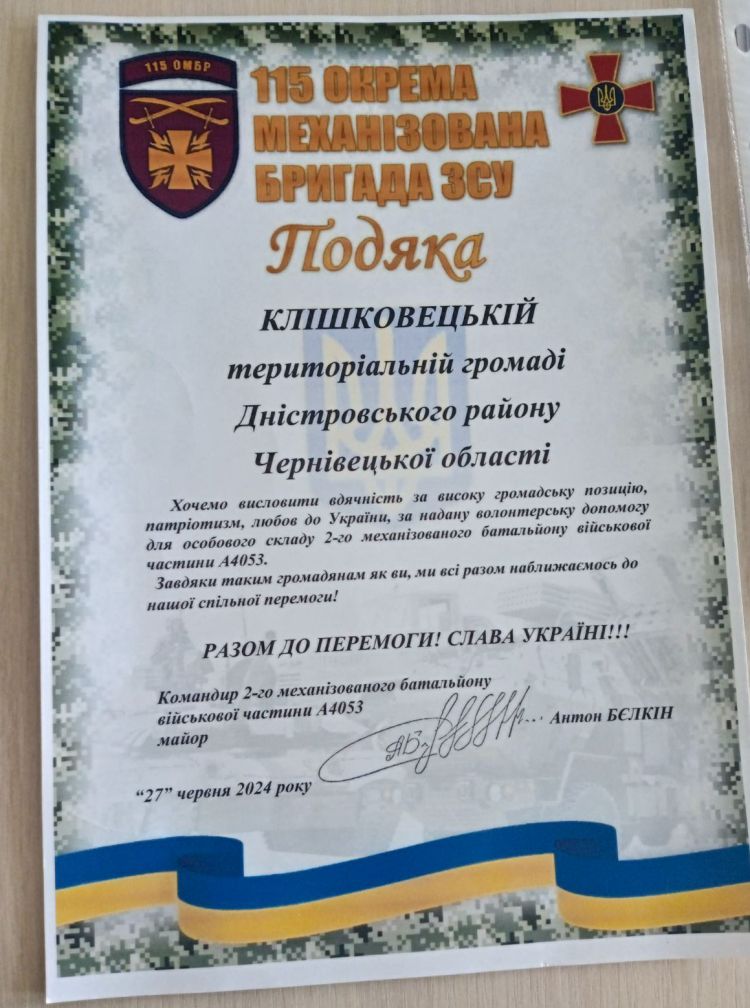 115 ОМБР
115 ОКРЕМА
МЕХАНІЗОВАНА
БРИГАДА ЗСУ
Подяка
КЛІШКОВЕЦЬКІЙ
територіальній громаді
Дністровського району
Чернівецької області
Хочемо висловити вдячність за високу громадську позицію,
патріотизм, любов до України, за надану волонтерську допомогу
для особового складу 2-го механізованого батальйону військової
частини А4053.
Завдяки таким громадянам як ви, ми всі разом наближаємось до
нашої спільної перемоги!
РАЗОМ ДО ПЕРЕМОГИ! СЛАВА УКРАЇНІ!!!
Командир 2-го механізованого батальйону
військової частини А4053
майор
Антон БЄЛКІН
“27” червня 2024 року